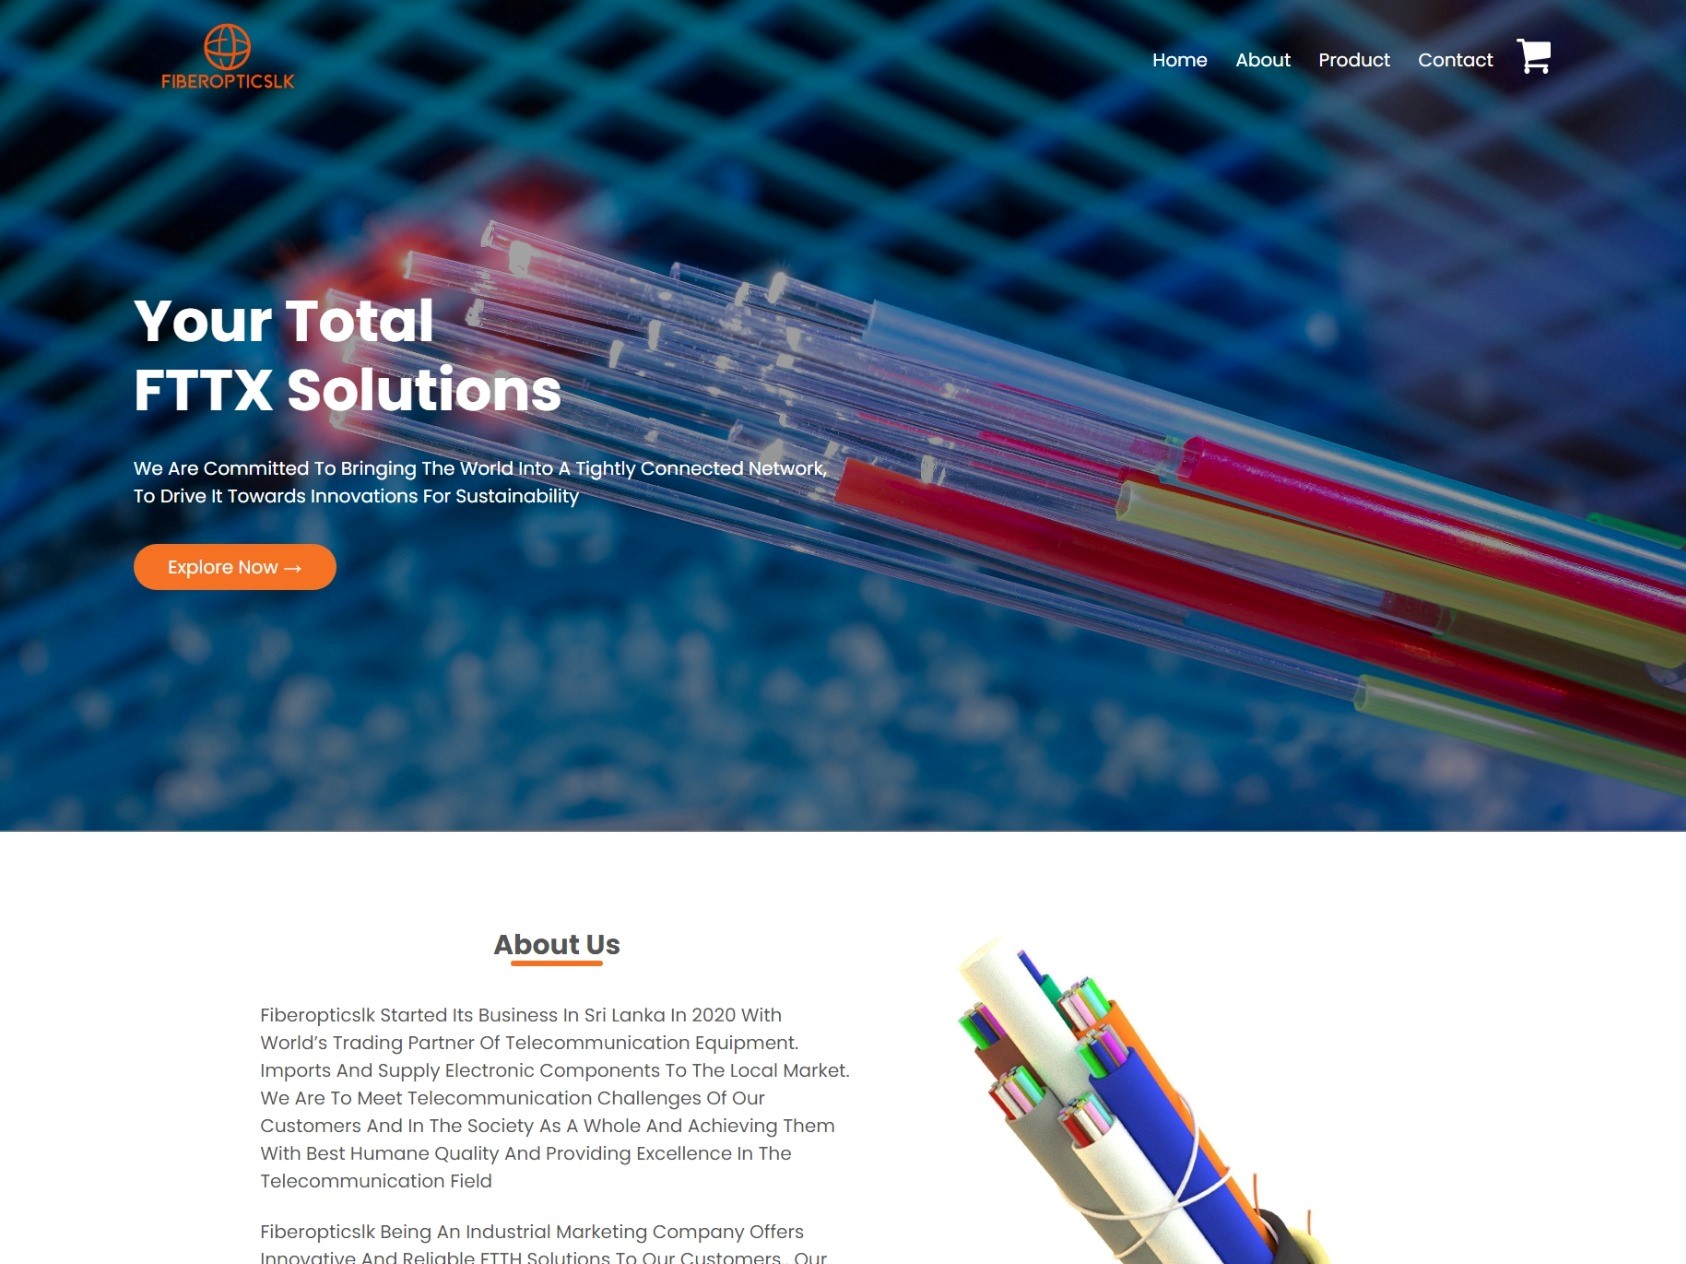 FIBEROPTICSLK
Home About Product Contact
Your Total
FTTX Solutions
We Are Committed To Bringing The World Into A Tightly Connected Network,
To Drive It Towards Innovations For Sustainability
Explore Now →
About Us
Fiberopticslk Started Its Business In Sri Lanka In 2020 With
World’s Trading Partner Of Telecommunication Equipment.
Imports And Supply Electronic Components To The Local Market.
We Are To Meet Telecommunication Challenges Of Our
Customers And In The Society As A Whole And Achieving Them
With Best Humane Quality And Providing Excellence In The
Telecommunication Field
Fiberopticslk Being An Industrial Marketing Company Offers
Innovative And Reliable FTTH Solutions To Our Customers.. Our